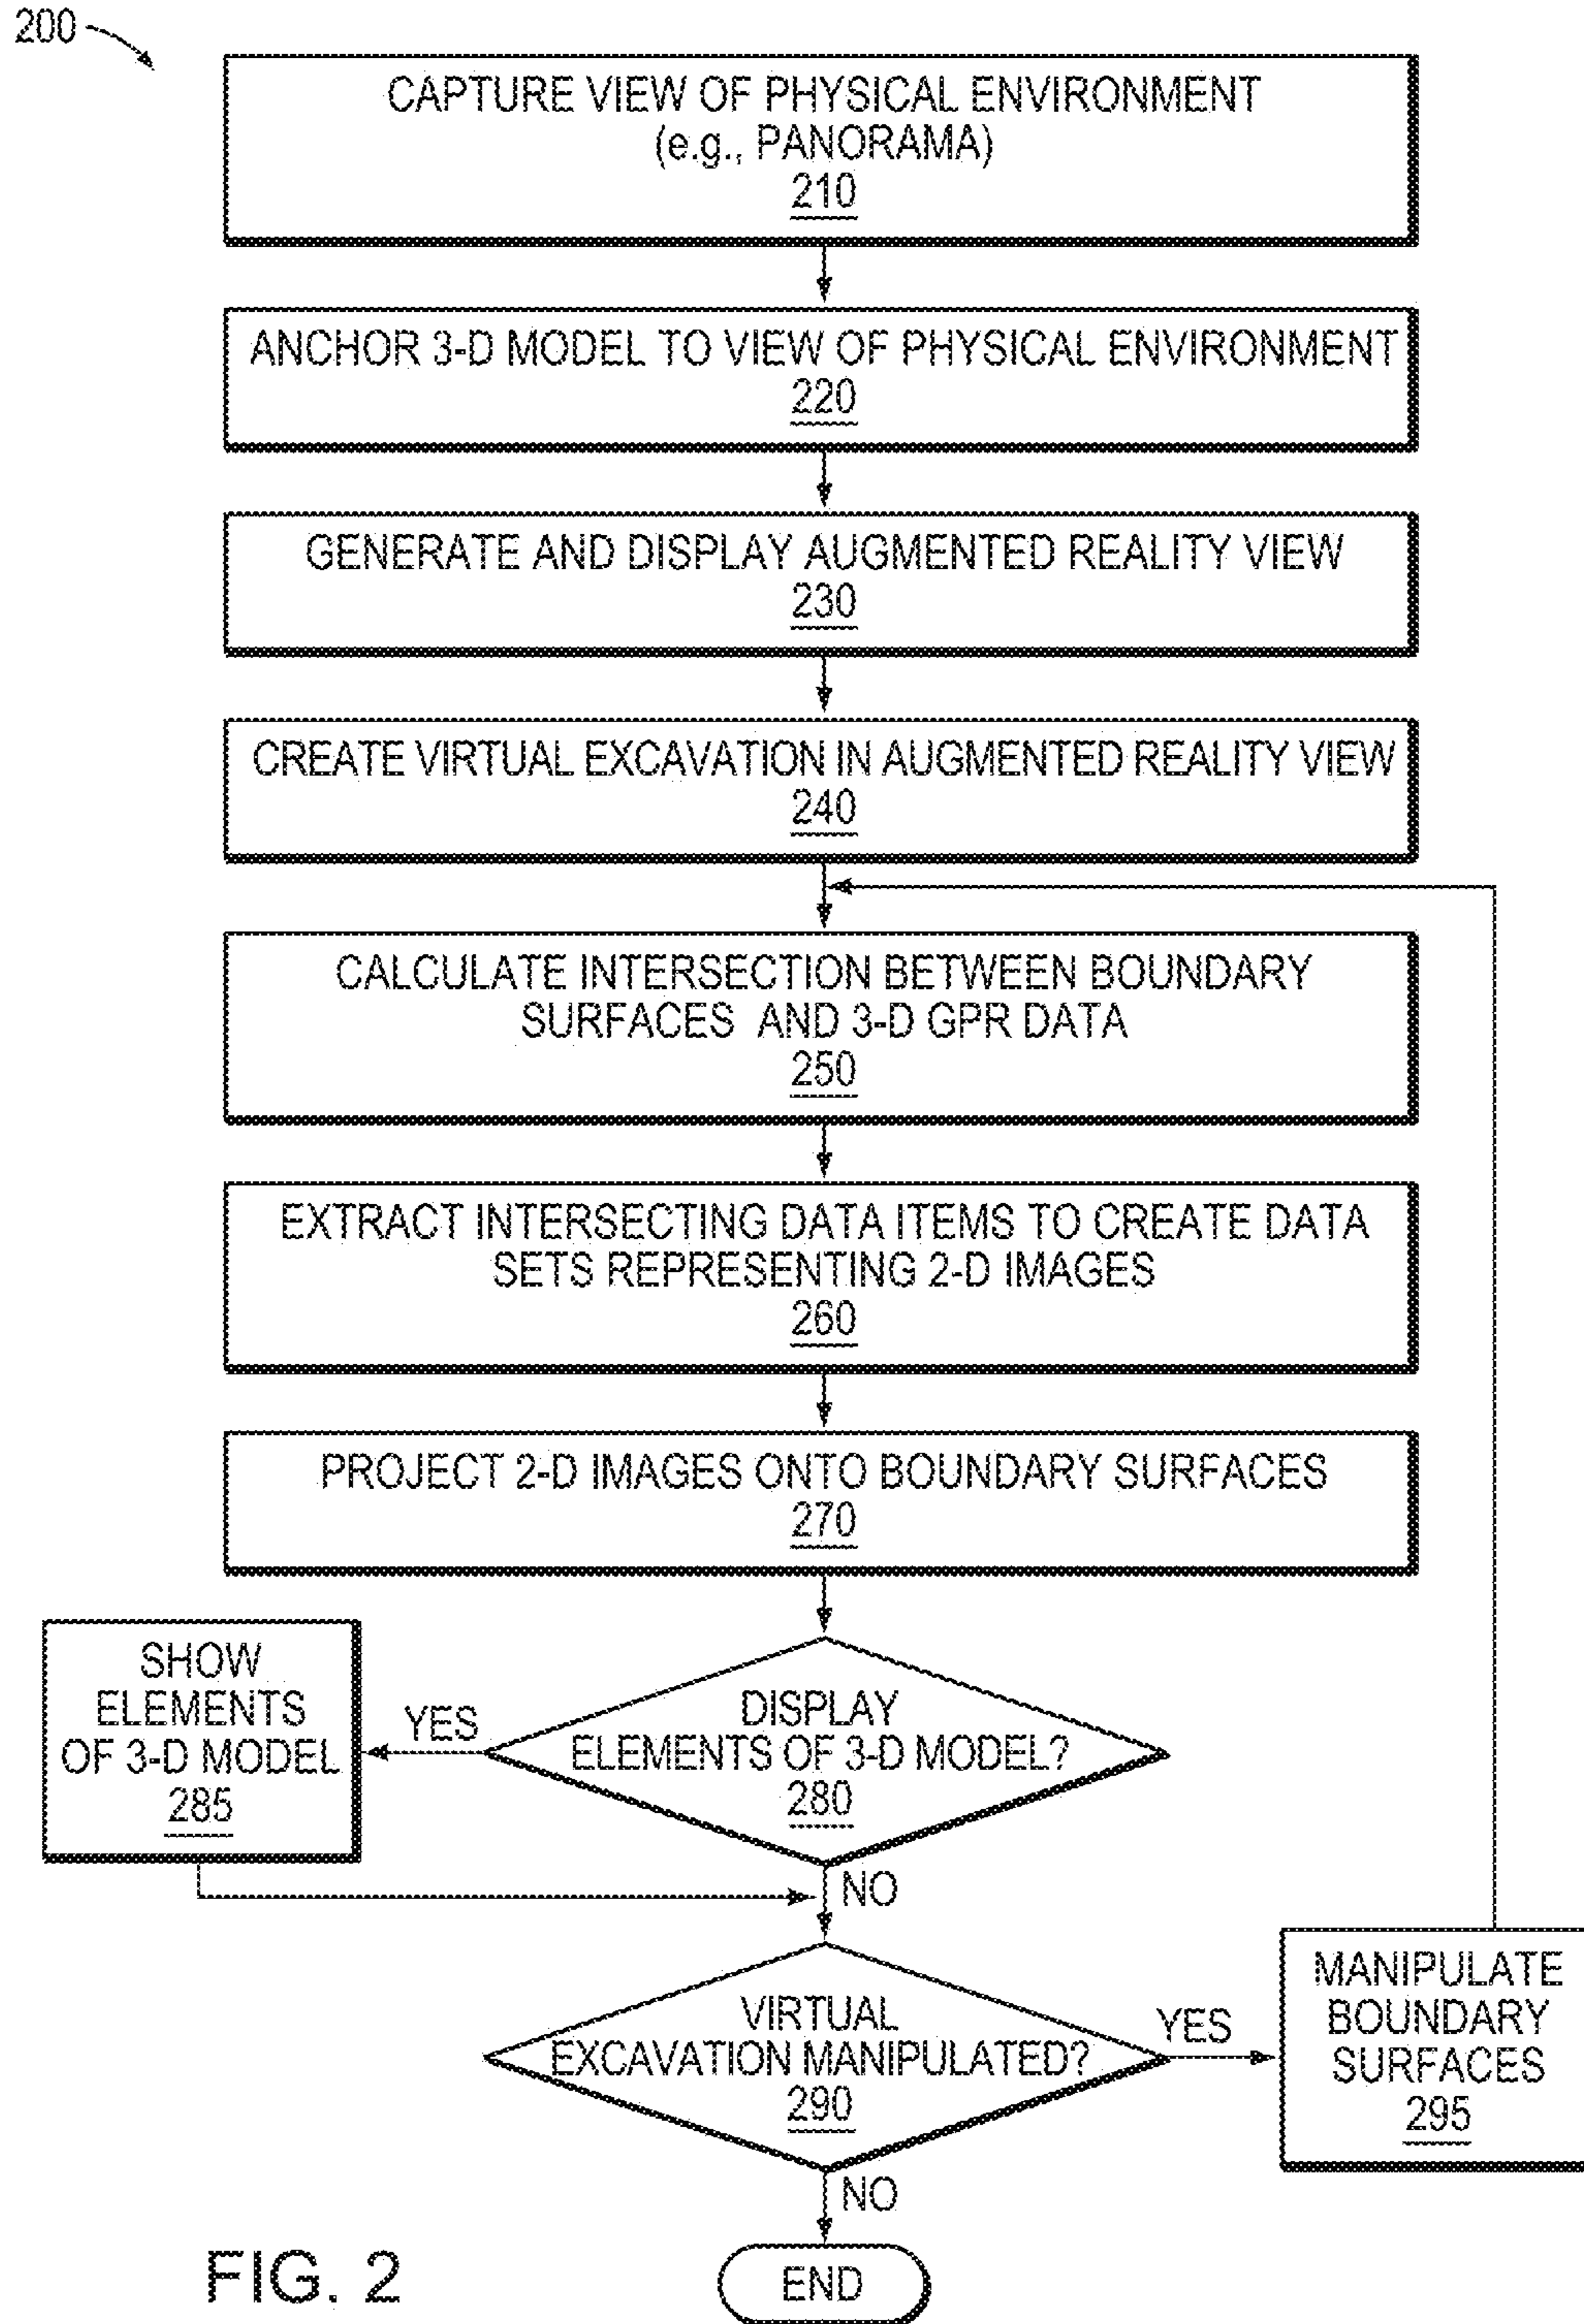 200
CAPTURE VIEW OF PHYSICAL ENVIRONMENT
(e.g., PANORAMA)
210
ANCHOR 3-D MODEL TO VIEW OF PHYSICAL ENVIRONMENT
220
GENERATE AND DISPLAY AUGMENTED REALITY VIEW
230
CREATE VIRTUAL EXCAVATION IN AUGMENTED REALITY VIEW
240
CALCULATE INTERSECTION BETWEEN BOUNDARY
SURFACES AND 3-D GPR DATA
250
EXTRACT INTERSECTING DATA ITEMS TO CREATE DATA
SETS REPRESENTING 2-D IMAGES
260
PROJECT 2-D IMAGES ONTO BOUNDARY SURFACES
270
DISPLAY
ELEMENTS OF 3-D MODEL?
280
YES
SHOW
ELEMENTS
OF 3-D MODEL
285
NO
VIRTUAL
EXCAVATION MANIPULATED?
290
YES
MANIPULATE
BOUNDARY
SURFACES
295
NO
END
FIG. 2